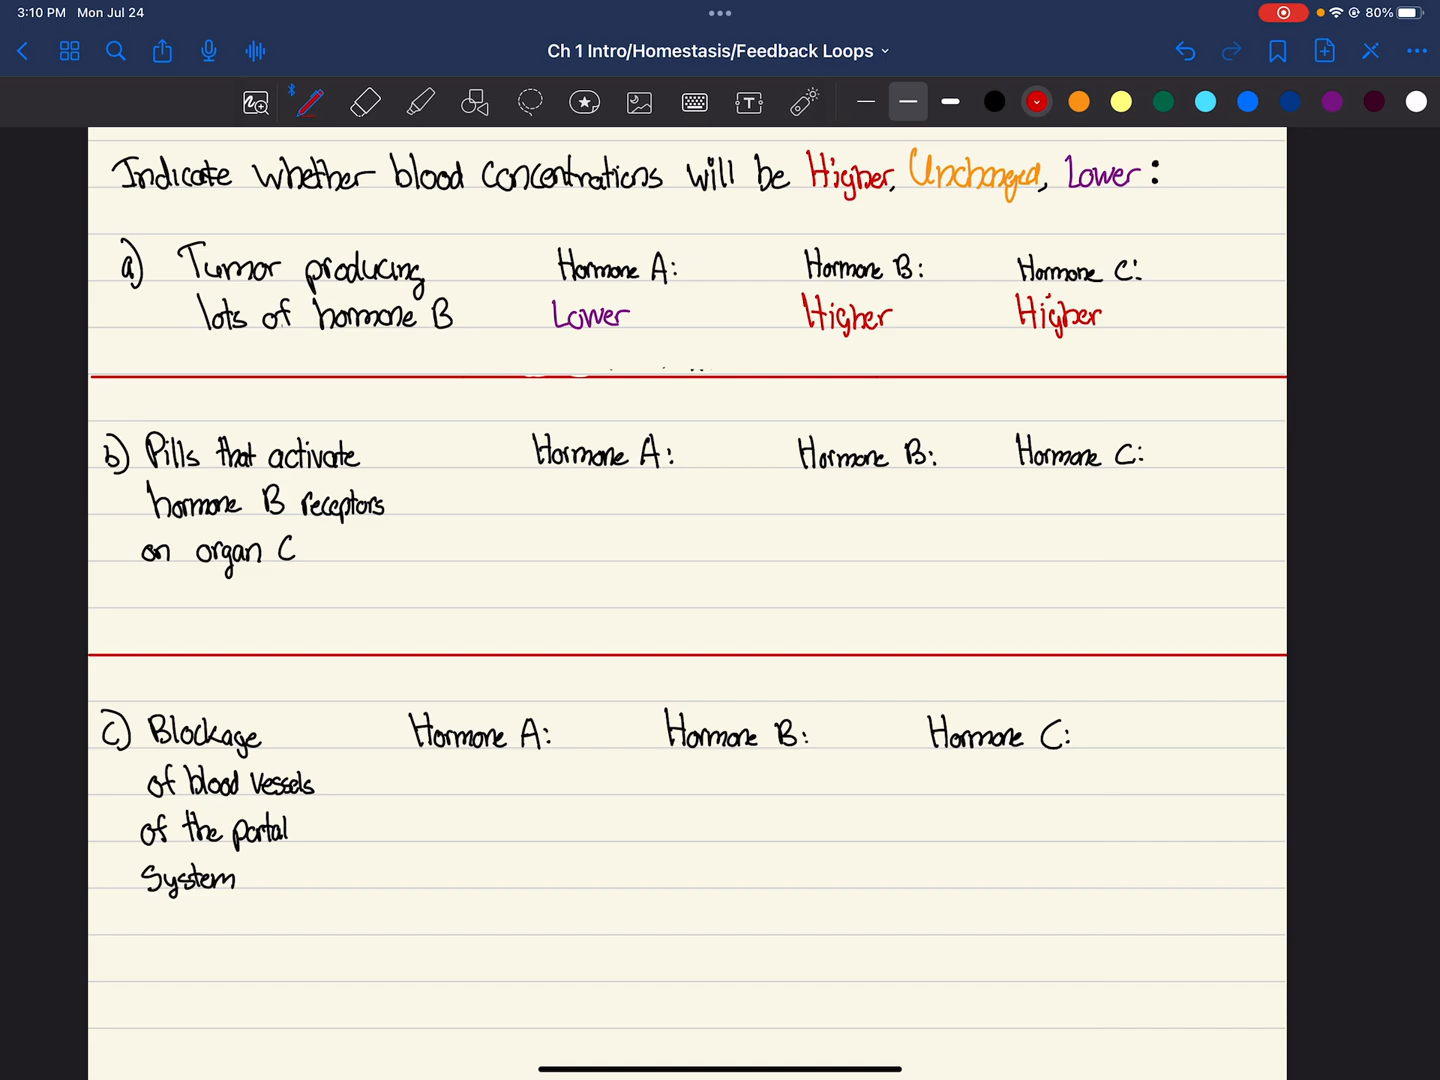 3:10 PM Mon Jul 24
80%
Ch 1 Intro/Homestasis/Feedback Loops
Indicate whether blood concentrations will be Higher, Unchanged, Lower:
a) Tumor producing Hormone A: Hormone B: Hormone C:
lots of hormone B Lower Higher Higher
b) Pills that activate Hormone A: Hormone B: Hormone C:
hormone B receptors
on organ C
c) Blockage Hormone A: Hormone B: Hormone C:
of blood vessels
of the portal
system